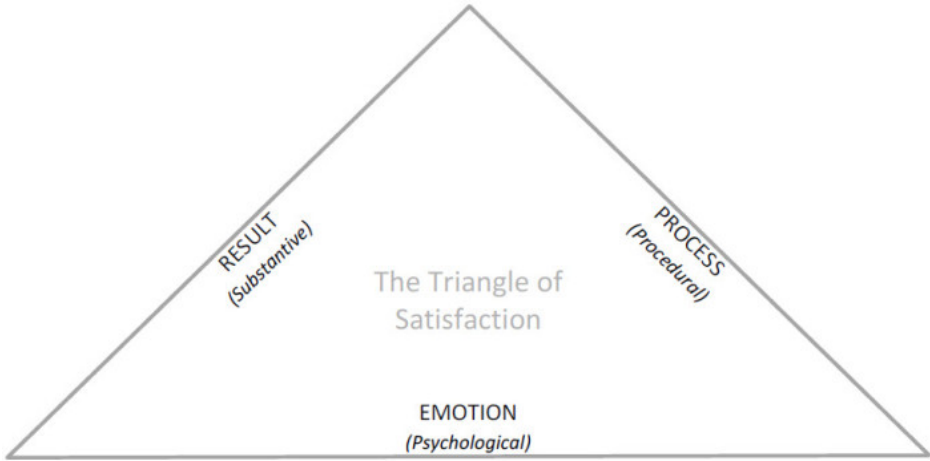 RESULT
(Substantive)
PROCESS
(Procedural)
The Triangle of
Satisfaction
EMOTION
(Psychological)